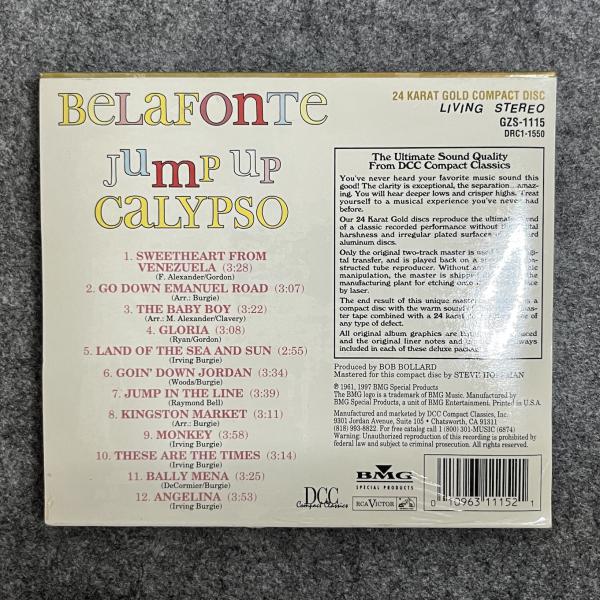 BeLaFonTe
Jump up
CaLYPSO
1. SWEETHEART FROM
VENEZUELA (3:28)
(F. Alexander/Gordon)
2. GO DOWN EMANUEL ROAD (3:07)
(Arr.: Burgie)
3. THE BABY BOY (3:22)
(Arr.: M. Alexander/Clavery)
4. GLORIA (3:08)
(Ryan/Gordon)
5. LAND OF THE SEA AND SUN (2:55)
(Irving Burgie)
6. GOIN' DOWN JORDAN (3:34)
(Woods/Burgie)
7. JUMP IN THE LINE (3:39)
(Raymond Bell)
8. KINGSTON MARKET (3:11)
(Arr.: Burgie)
9. MONKEY (3:58)
(Irving Burgie)
10. THESE ARE THE TIMES (3:14)
(Irving Burgie)
11. BALLY MENA (3:25)
(DeCormier/Burgie)
12. ANGELINA (3:53)
(Irving Burgie)
24 KARAT GOLD COMPACT DISC
LIVING STEREO
GZS-1115
DRC1-1550
The Ultimate Sound Quality
From DCC Compact Classics
You've never heard your favorite music sound this
good! The clarity is exceptional, the separation...amaz-
ing. You will hear deeper lows and crisper highs. Treat
yourself to a musical experience you've never had
before.
Our 24 Karat Gold discs reproduce the ultimate
of a classic recorded performance without the
harshness and irregular plated surfaces
aluminum discs.
Only the original two-track master is used
tal transfer, and is played back on a
structed tube reproducer. Without any
manipulation, the master is shipped
manufacturing plant for etching onto
by laser.
The end result of this unique mastering a
compact disc with the warm sound
ter tape combined with a 24 karat of
any type of defect.
All original album graphics are
and the original liner notes and always
included in each of these deluxe packages.
Produced by BOB BOLLARD
Mastered for this compact disc by STEVE HOFFMAN
℗ 1961, 1997 BMG Special Products
The BMG logo is a trademark of BMG Music. Manufactured by
BMG Special Products, a unit of BMG Entertainment. Printed in U.S.A.
Manufactured and marketed by DCC Compact Classics, Inc.
9301 Jordan Avenue, Suite 105 • Chatsworth, CA 91311
(818) 993-8822. For free catalog call 1 (800) 301-MUSIC (6874)
Warning: Unauthorized reproduction of this recording is prohibited by
federal law and subject to criminal prosecution. All rights reserved.
DCC
Compact Classics
BMG
SPECIAL PRODUCTS
RCA VICTOR
0 10963 11152 1